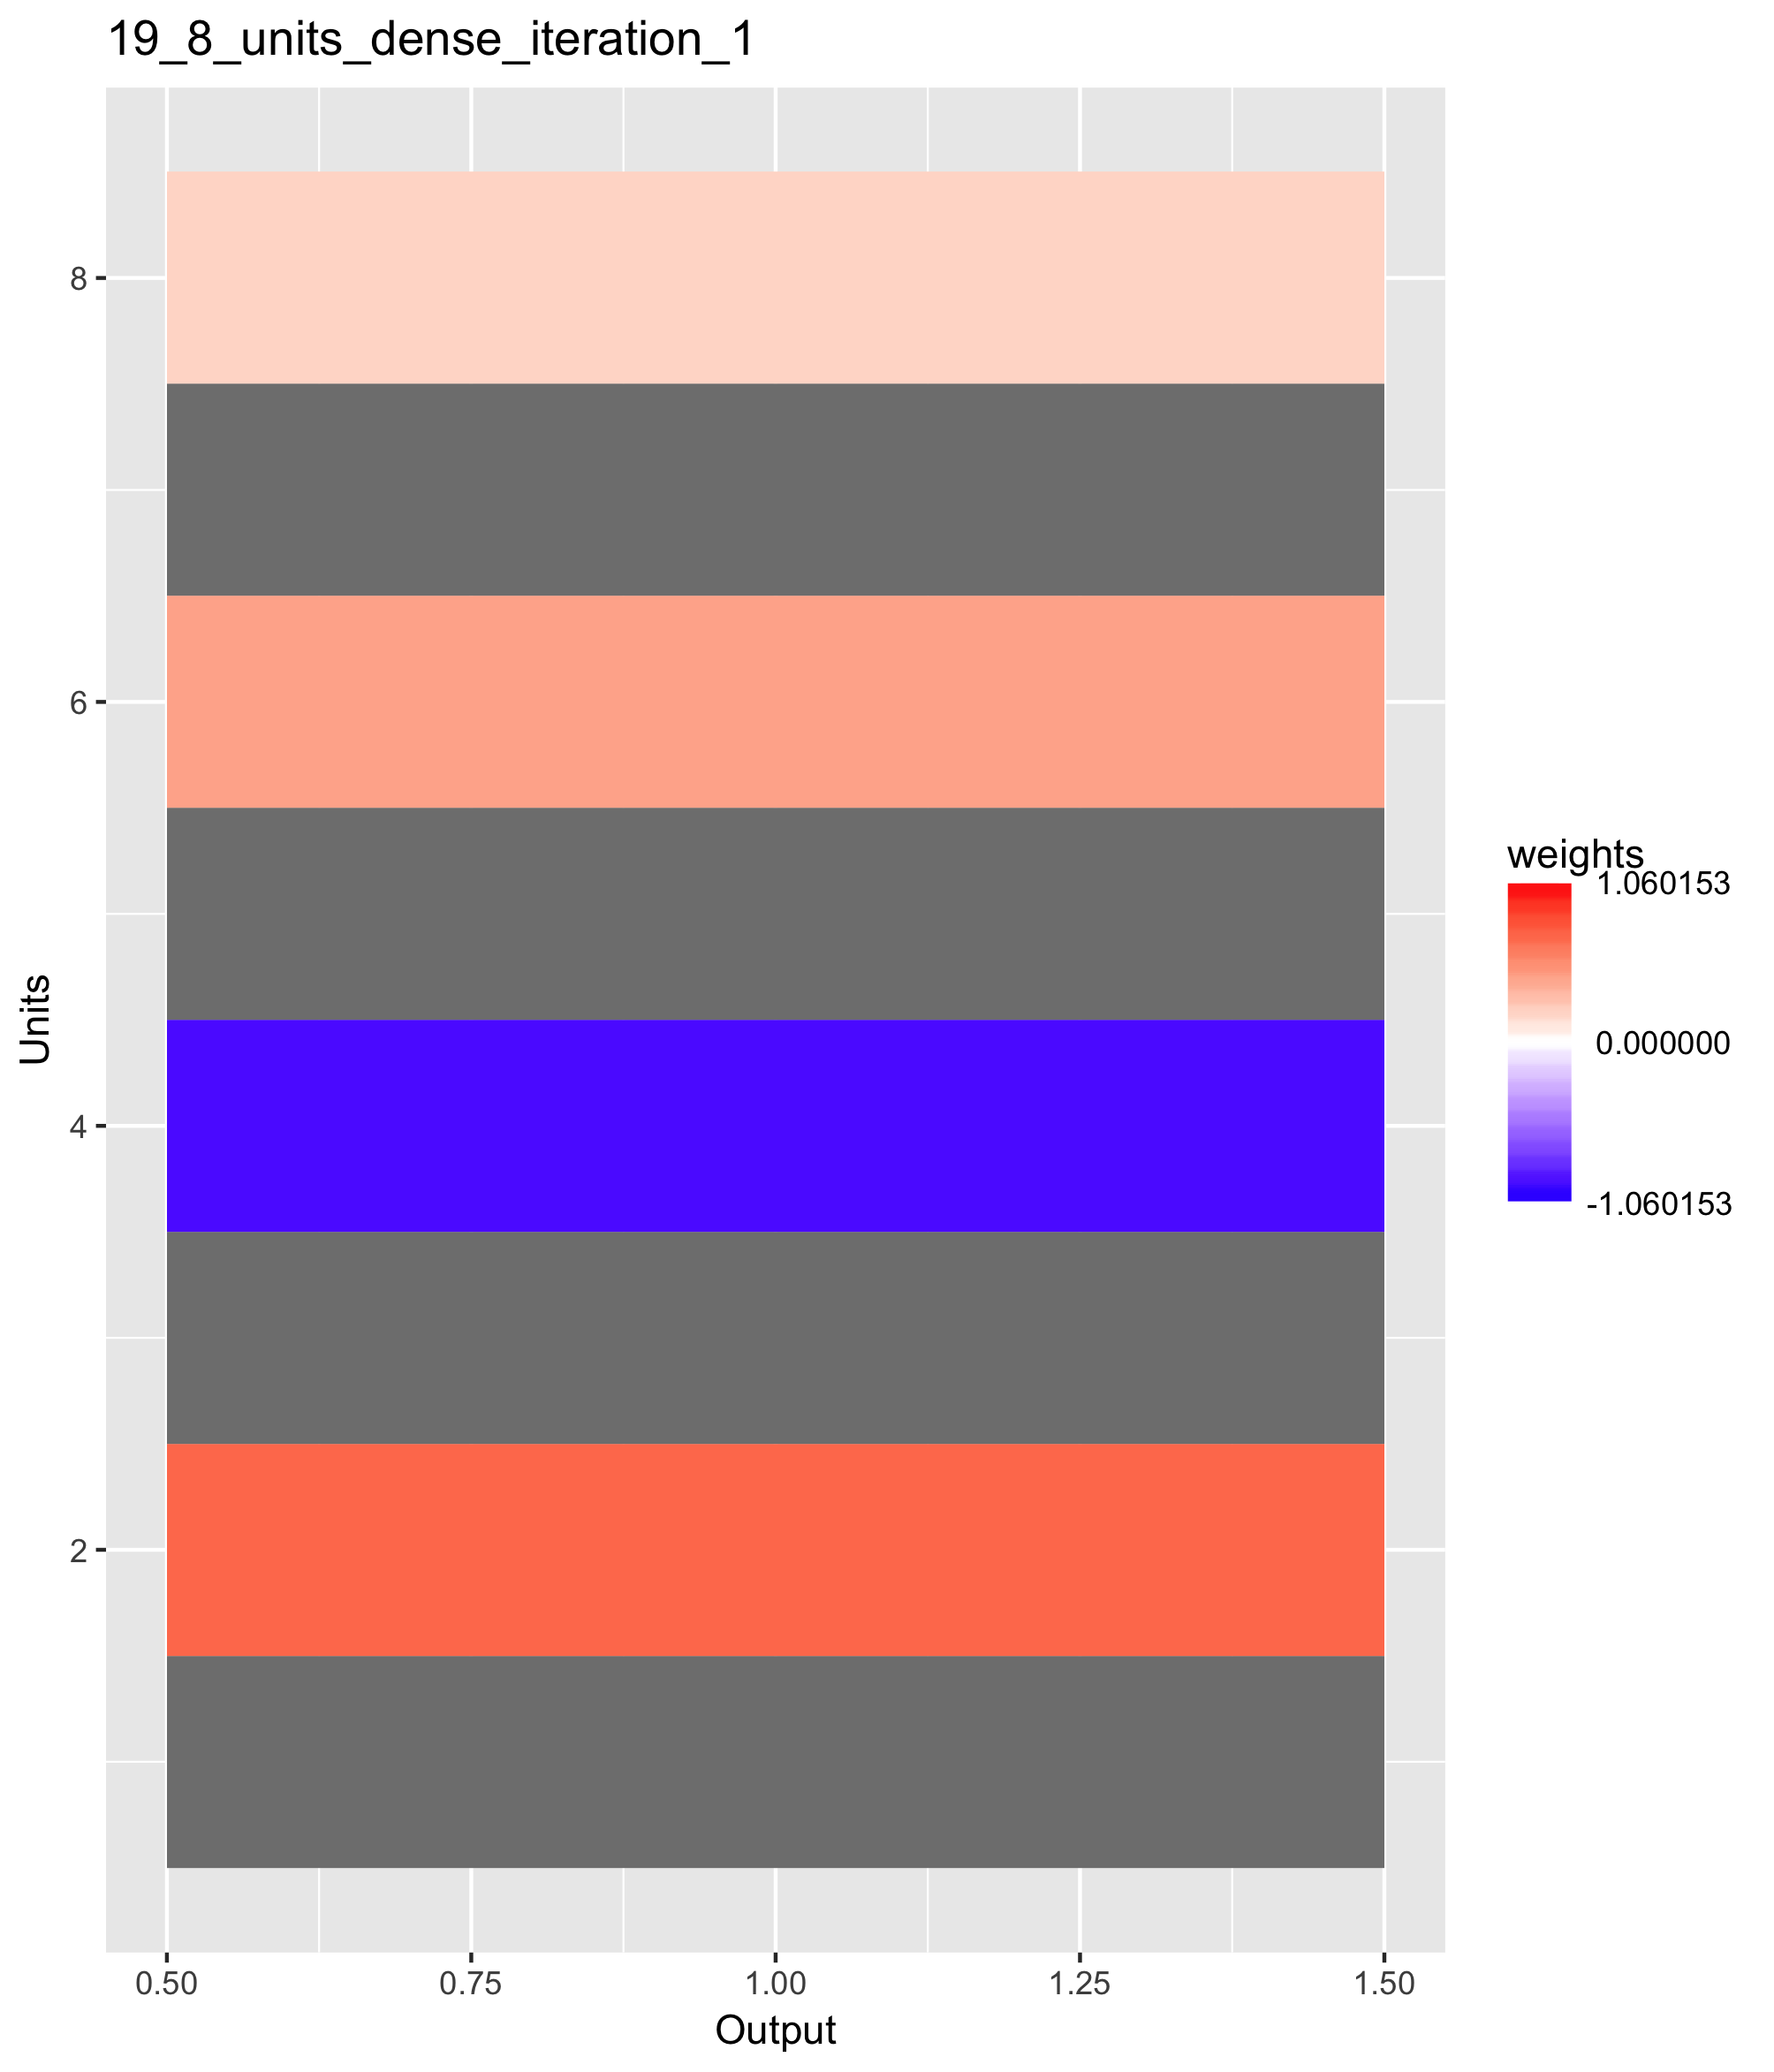 19_8_units_dense_iteration_1
8
6
4
2
Units
0.50 0.75 1.00 1.25 1.50
Output
weights
1.060153
0.000000
-1.060153